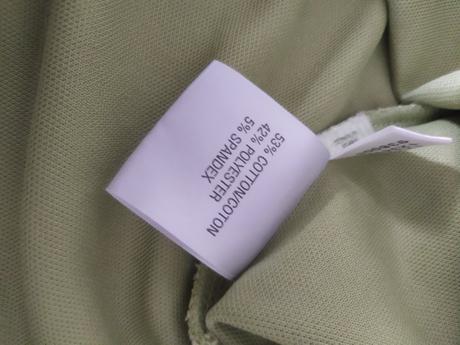 53% COTTON/COTON
42% POLYESTER
5% SPANDEX